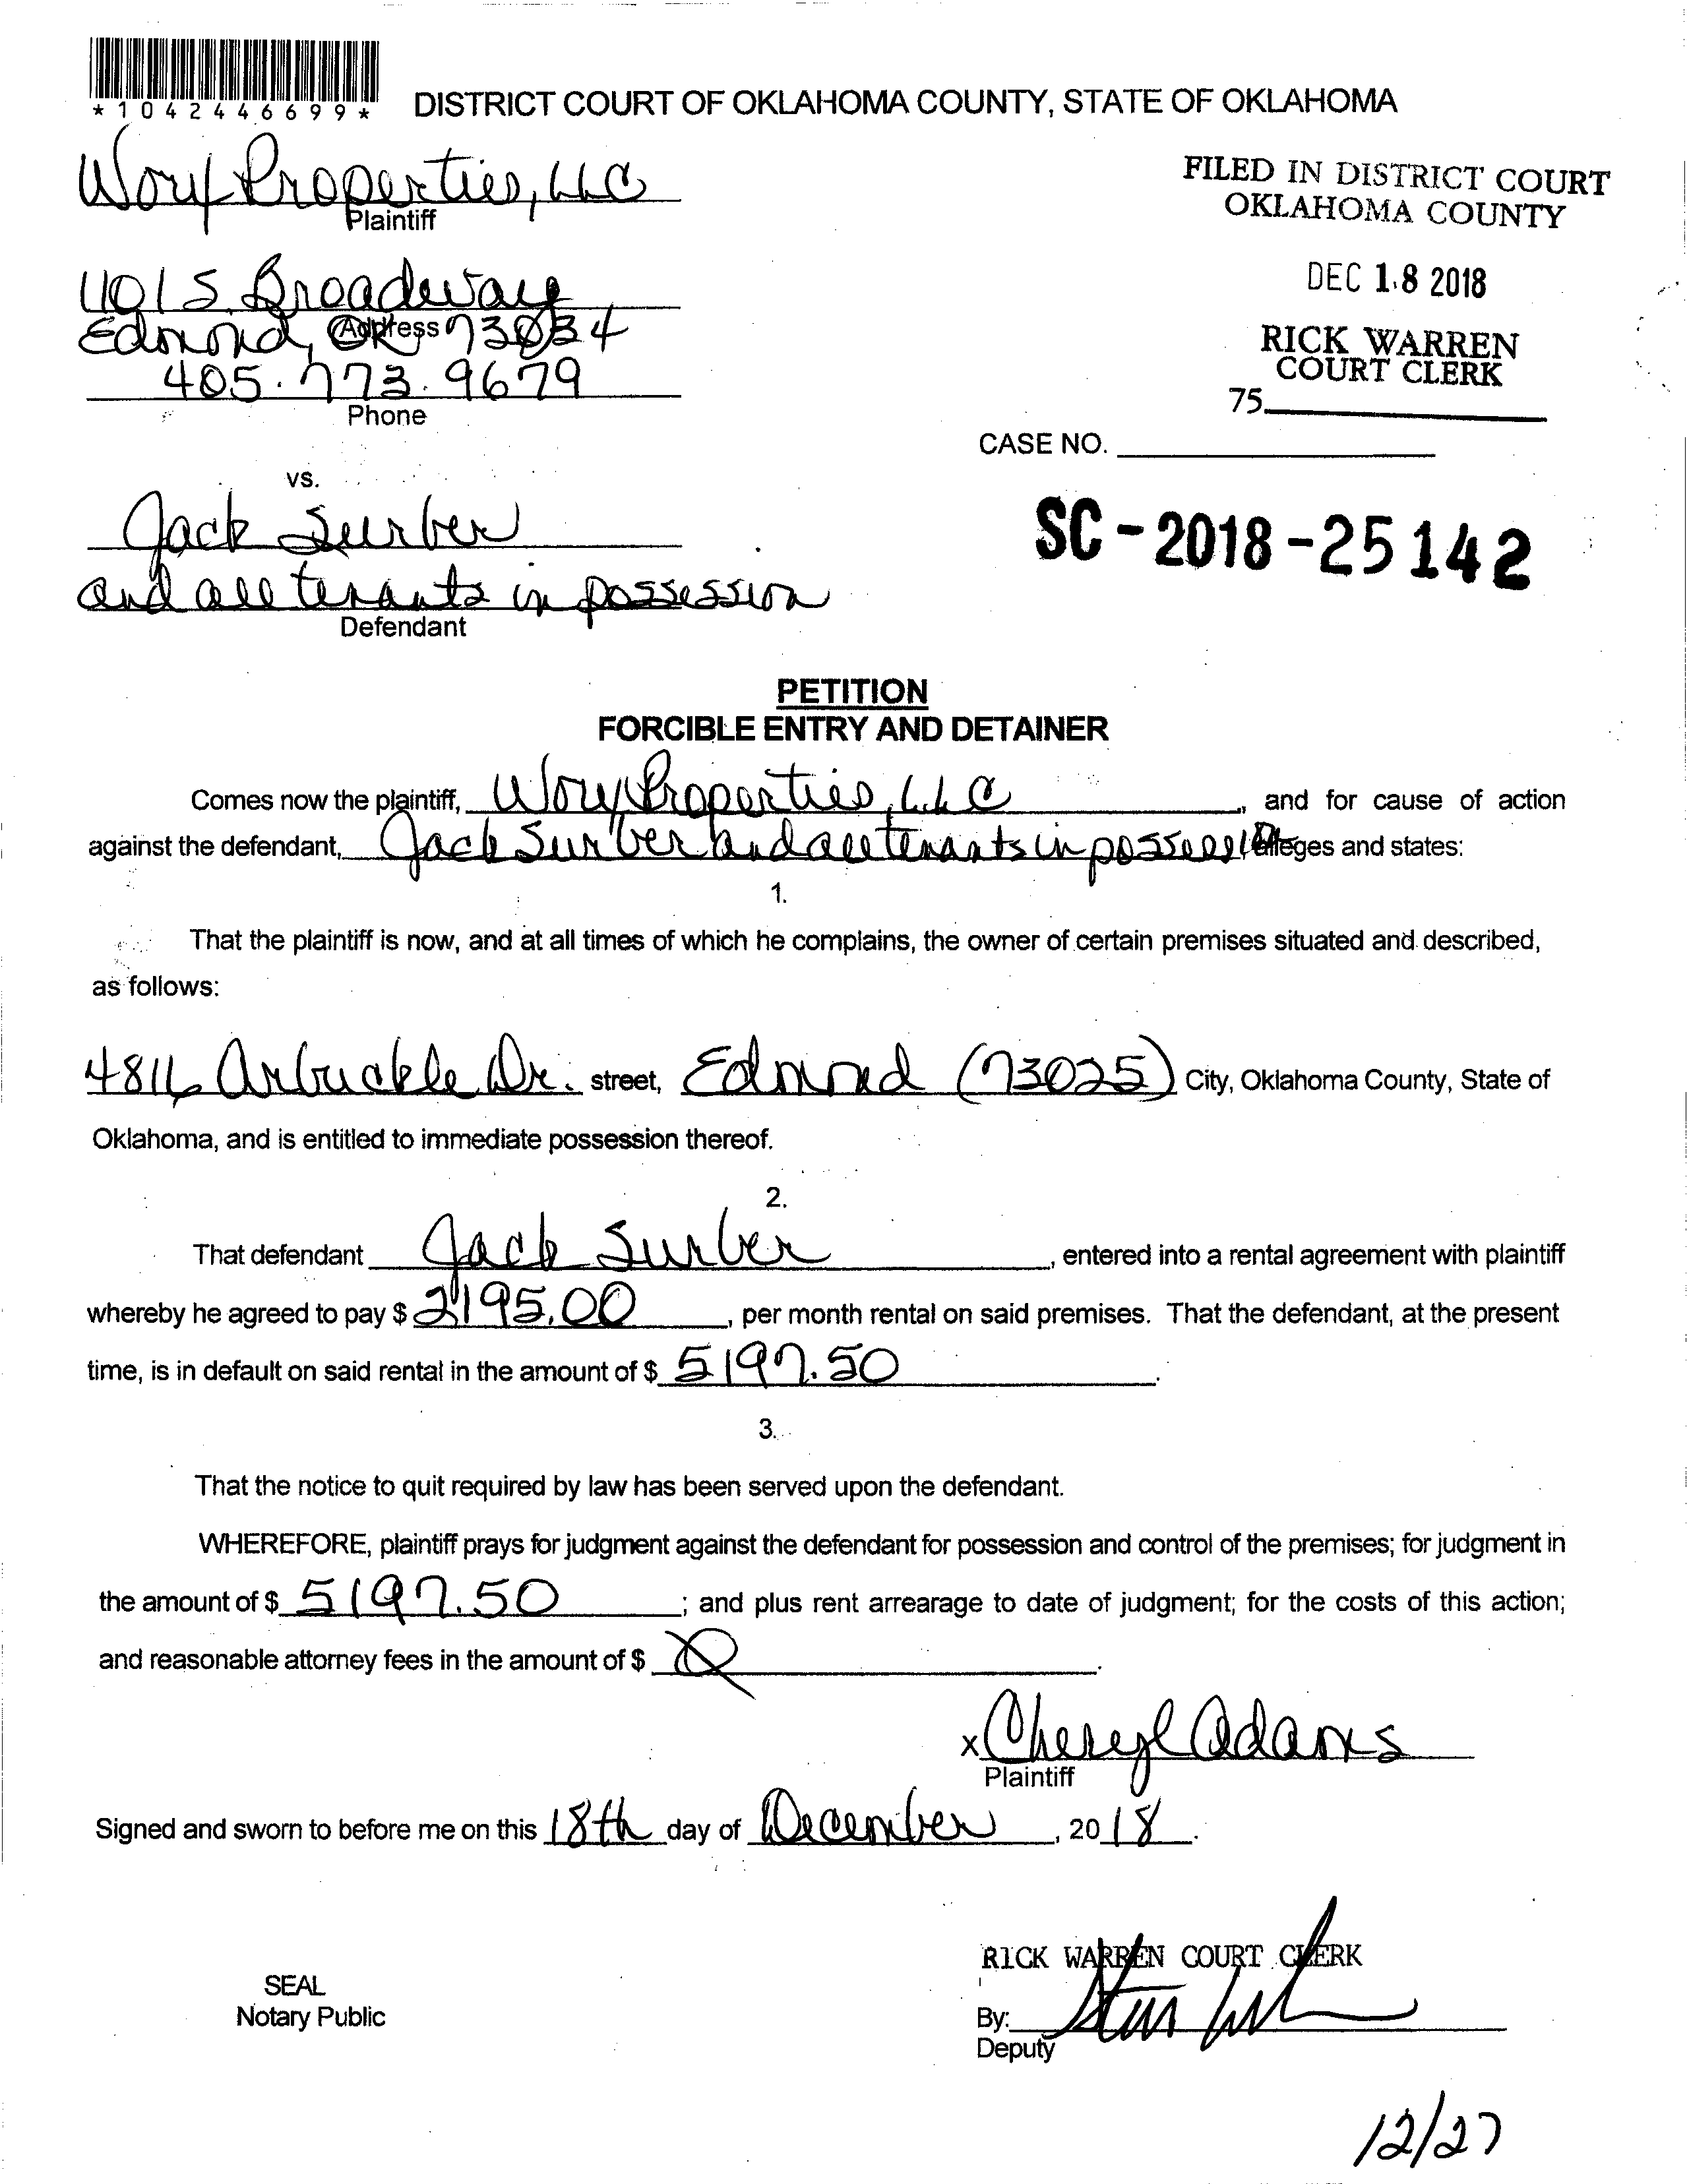 *1042446699*
DISTRICT COURT OF OKLAHOMA COUNTY, STATE OF OKLAHOMA
Properties, LLC
Plaintiff
FILED IN DISTRICT COURT
OKLAHOMA COUNTY
S. Broadway
Address
Edmond, OK 73034
DEC 18 2018
RICK WARREN
COURT CLERK
405.773.9679
Phone
75
CASE NO.
vs.
Jack Surber
SC-2018-25142
and all tenants in possession
Defendant
PETITION
FORCIBLE ENTRY AND DETAINER
Comes now the plaintiff, Properties, LLC, and for cause of action
against the defendant, Jack Surber and all tenants in possession alleges and states:
1.
That the plaintiff is now, and at all times of which he complains, the owner of certain premises situated and described,
as follows:
4816 Arbuckle Dr. street, Edmond (73025) City, Oklahoma County, State of
Oklahoma, and is entitled to immediate possession thereof.
2.
That defendant Jack Surber, entered into a rental agreement with plaintiff
whereby he agreed to pay $ 2195.00, per month rental on said premises. That the defendant, at the present
time, is in default on said rental in the amount of $ 5197.50.
3.
That the notice to quit required by law has been served upon the defendant.
WHEREFORE, plaintiff prays for judgment against the defendant for possession and control of the premises; for judgment in
the amount of $ 5197.50; and plus rent arrearage to date of judgment; for the costs of this action;
and reasonable attorney fees in the amount of $ 0.
x Cheryl Adams
Plaintiff
Signed and sworn to before me on this 18th day of December, 2018.
RICK WARREN COURT CLERK
SEAL
Notary Public
By:
Deputy
12/27